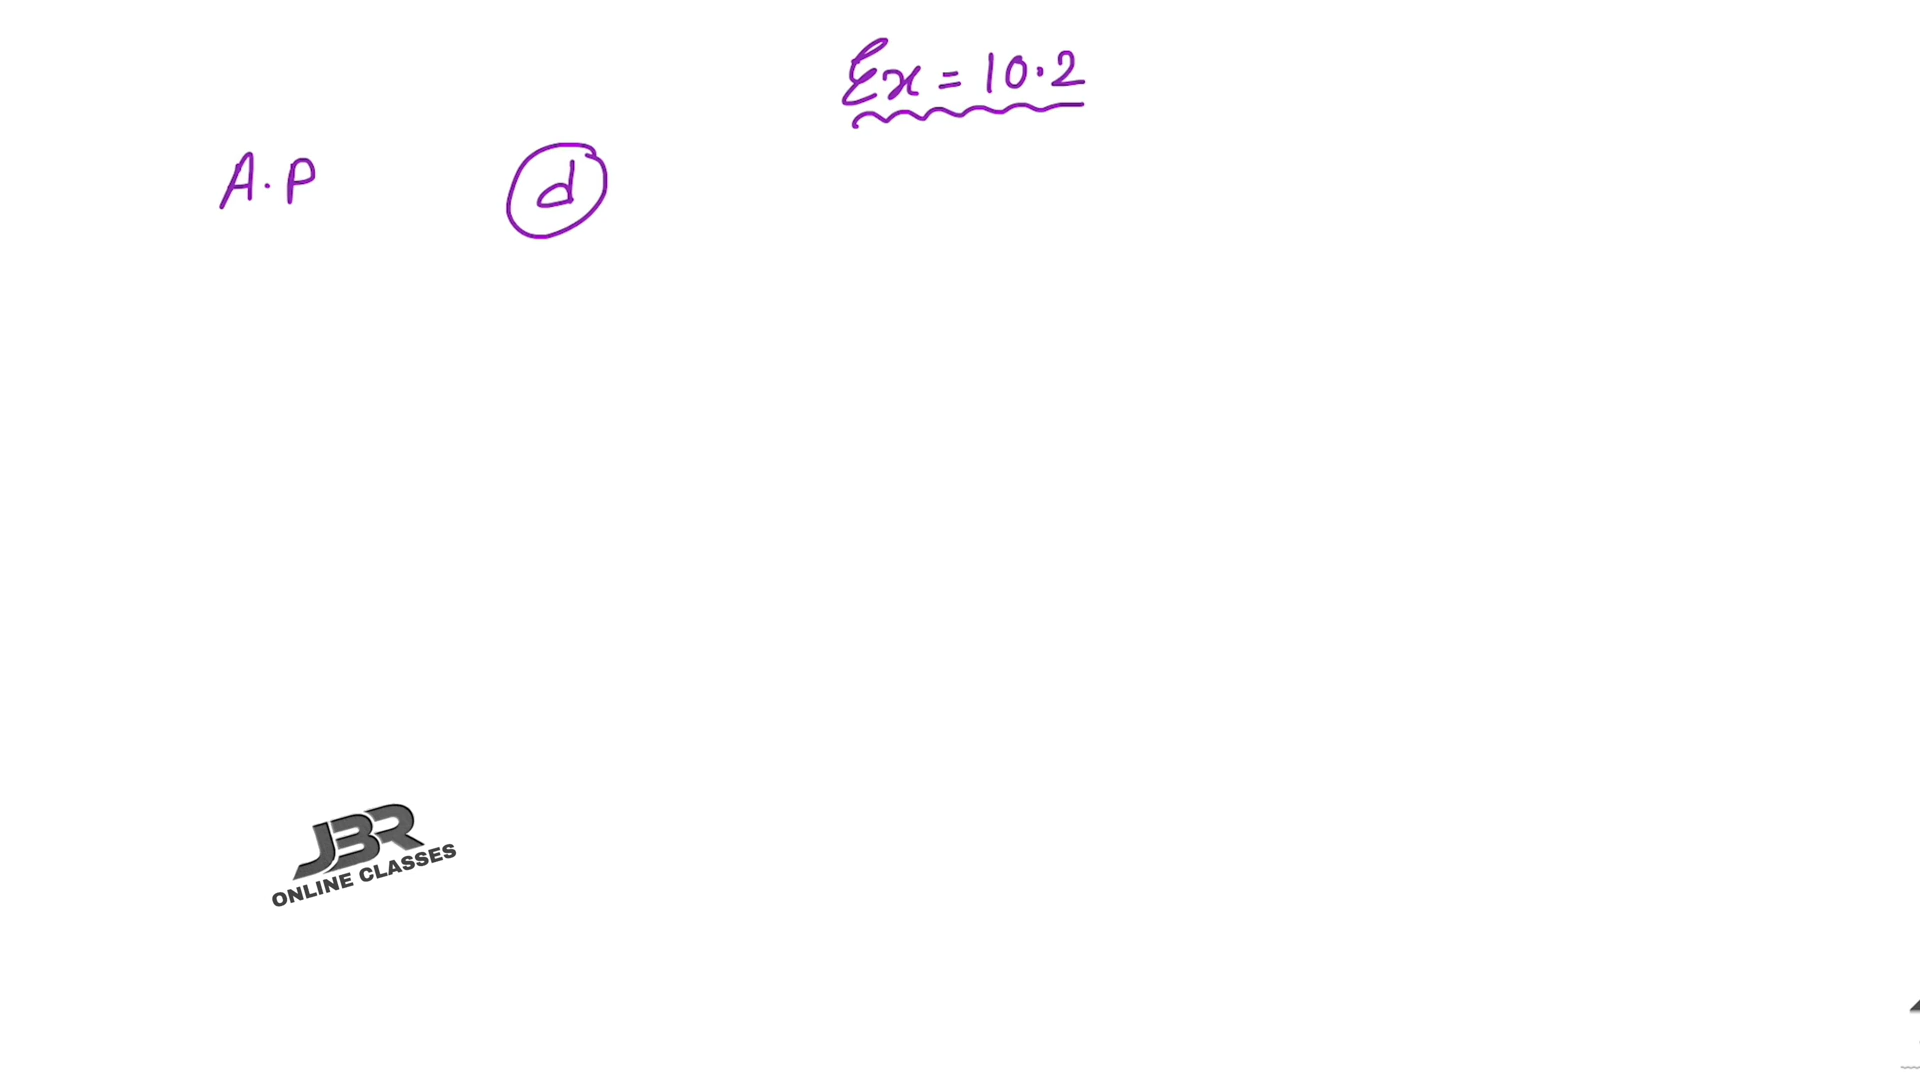 Ex = 10.2
A.P d
JBR
ONLINE CLASSES